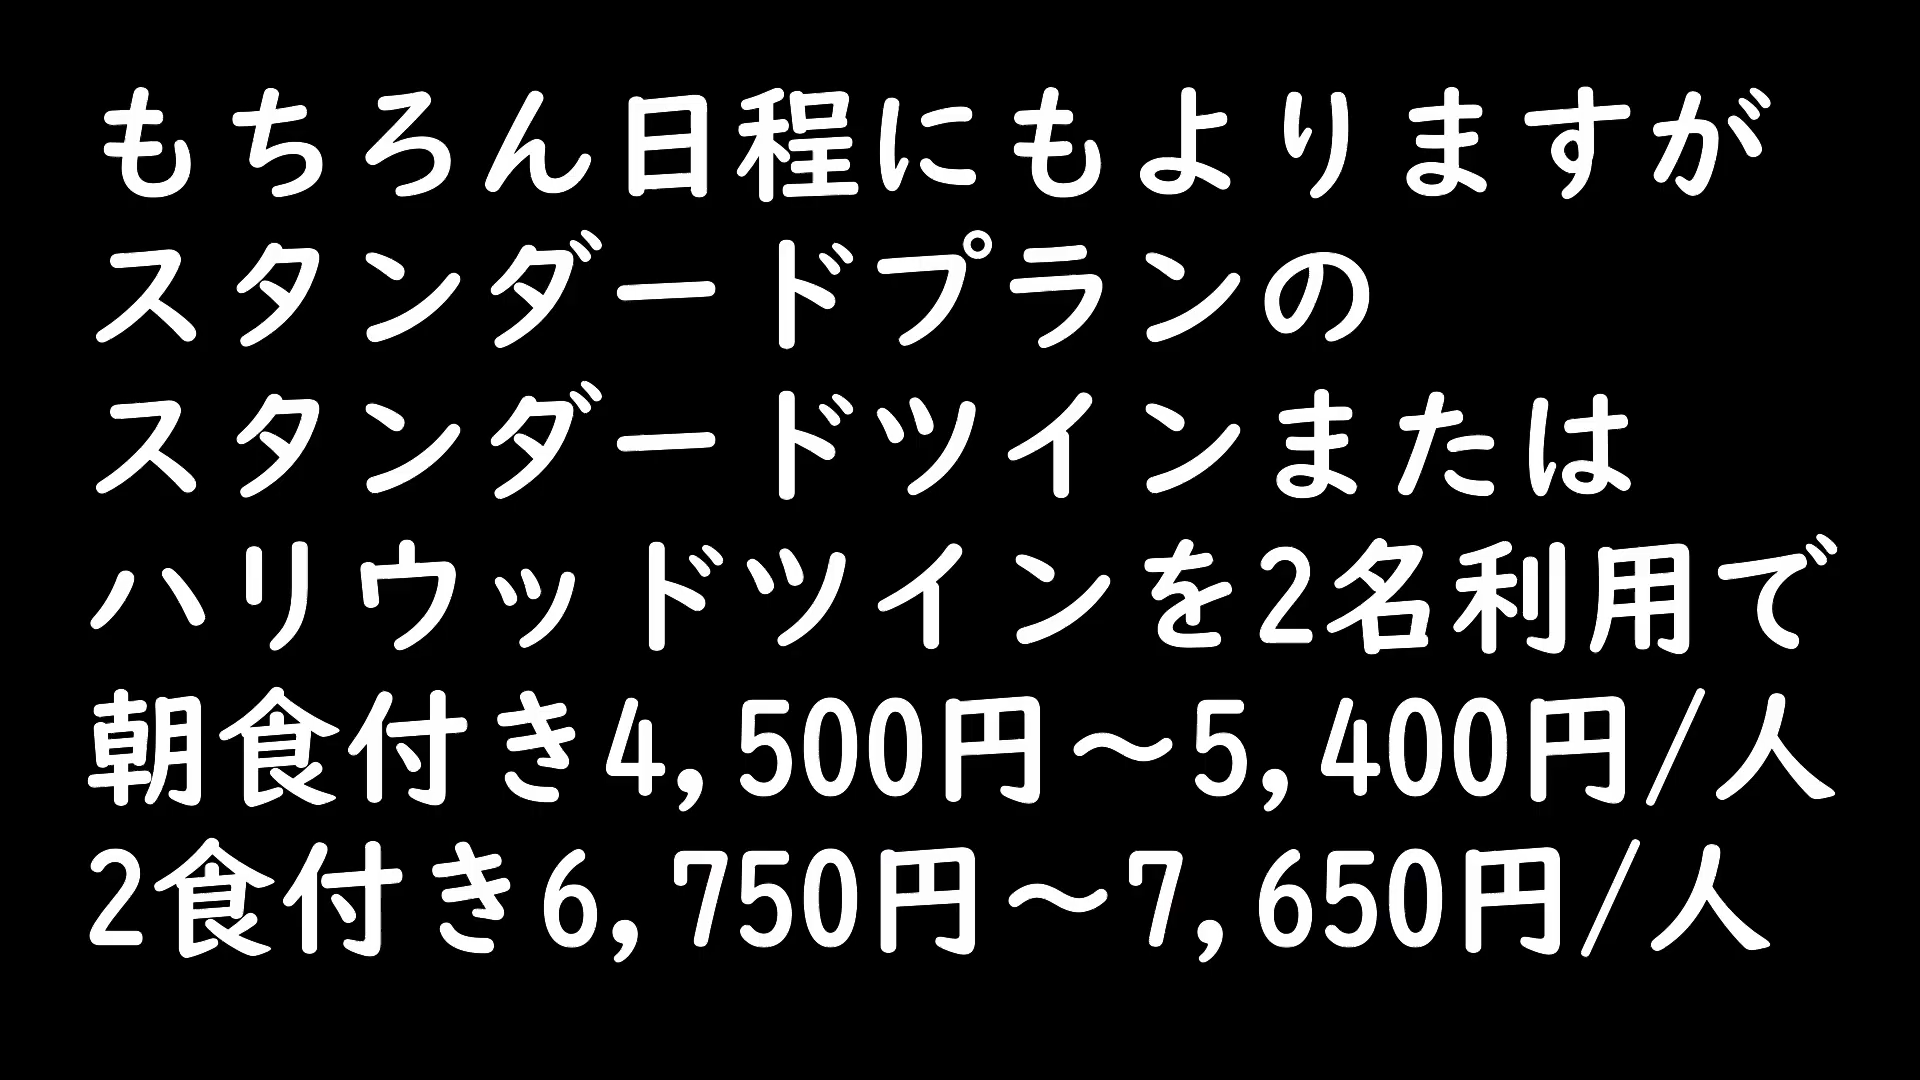 もちろん日程にもよりますが
スタンダードプランの
スタンダードツインまたは
ハリウッドツインを2名利用で
朝食付き4,500円～5,400円/人
2食付き6,750円～7,650円/人